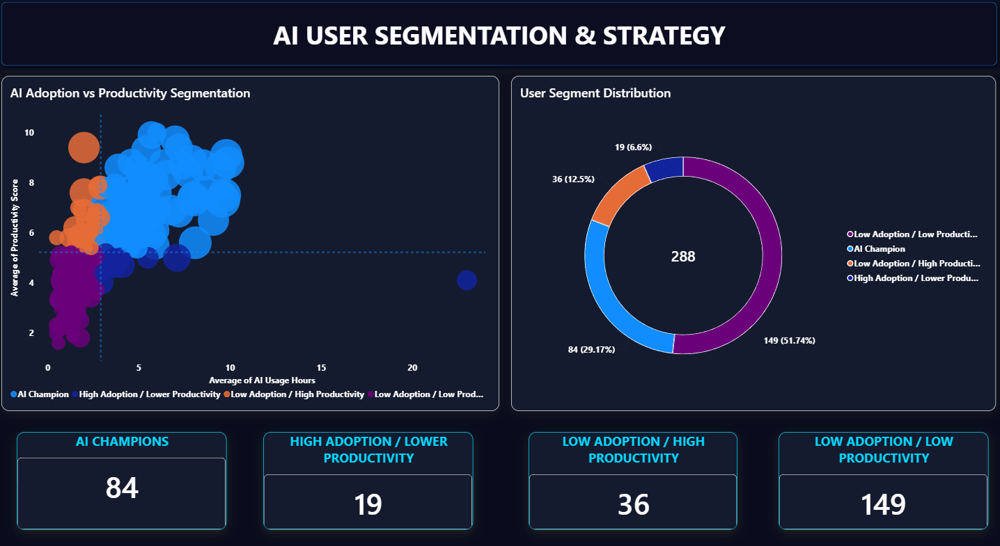 AI USER SEGMENTATION & STRATEGY
AI Adoption vs Productivity Segmentation
Average of Productivity Score
10
8
6
4
2
0
5
10
15
20
Average of AI Usage Hours
AI Champion
High Adoption / Lower Productivity
Low Adoption / High Productivity
Low Adoption / Low Prod...
User Segment Distribution
19 (6.6%)
36 (12.5%)
288
84 (29.17%)
149 (51.74%)
Low Adoption / Low Producti...
AI Champion
Low Adoption / High Producti...
High Adoption / Lower Produ...
AI CHAMPIONS
84
HIGH ADOPTION / LOWER
PRODUCTIVITY
19
LOW ADOPTION / HIGH
PRODUCTIVITY
36
LOW ADOPTION / LOW
PRODUCTIVITY
149